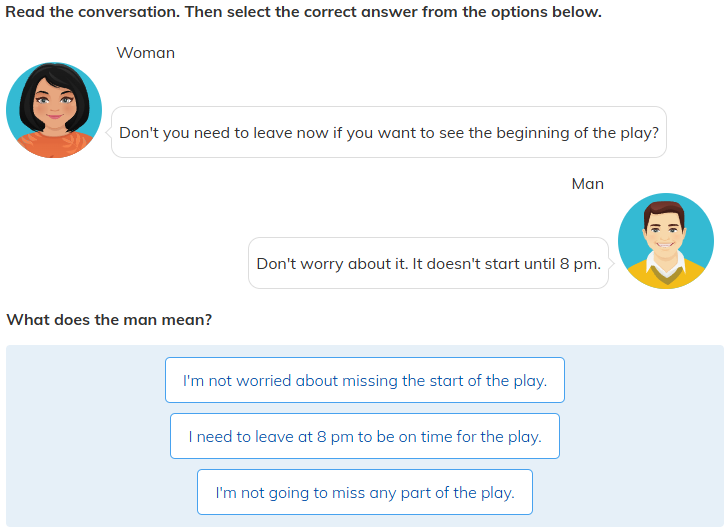 Read the conversation. Then select the correct answer from the options below.
Woman
Don't you need to leave now if you want to see the beginning of the play?
Man
Don't worry about it. It doesn't start until 8 pm.
What does the man mean?
I'm not worried about missing the start of the play.
I need to leave at 8 pm to be on time for the play.
I'm not going to miss any part of the play.